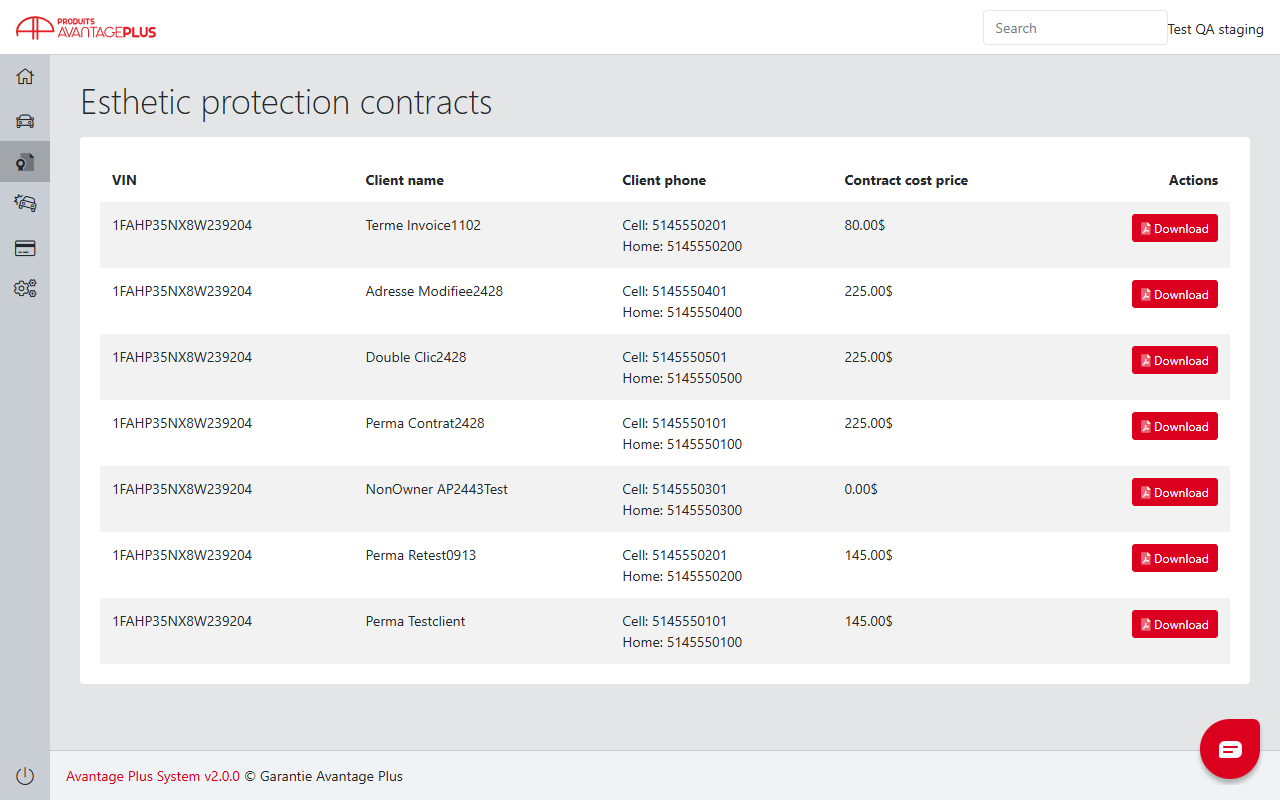 PRODUITS
AVANTAGEPLUS
Search
Test QA staging
Esthetic protection contracts
VIN Client name Client phone Contract cost price Actions
1FAHP35NX8W239204 Terme Invoice1102 Cell: 5145550201 80.00$ Download
Home: 5145550200
1FAHP35NX8W239204 Adresse Modifiee2428 Cell: 5145550401 225.00$ Download
Home: 5145550400
1FAHP35NX8W239204 Double Clic2428 Cell: 5145550501 225.00$ Download
Home: 5145550500
1FAHP35NX8W239204 Perma Contrat2428 Cell: 5145550101 225.00$ Download
Home: 5145550100
1FAHP35NX8W239204 NonOwner AP2443Test Cell: 5145550301 0.00$ Download
Home: 5145550300
1FAHP35NX8W239204 Perma Retest0913 Cell: 5145550201 145.00$ Download
Home: 5145550200
1FAHP35NX8W239204 Perma Testclient Cell: 5145550101 145.00$ Download
Home: 5145550100
Avantage Plus System v2.0.0 © Garantie Avantage Plus